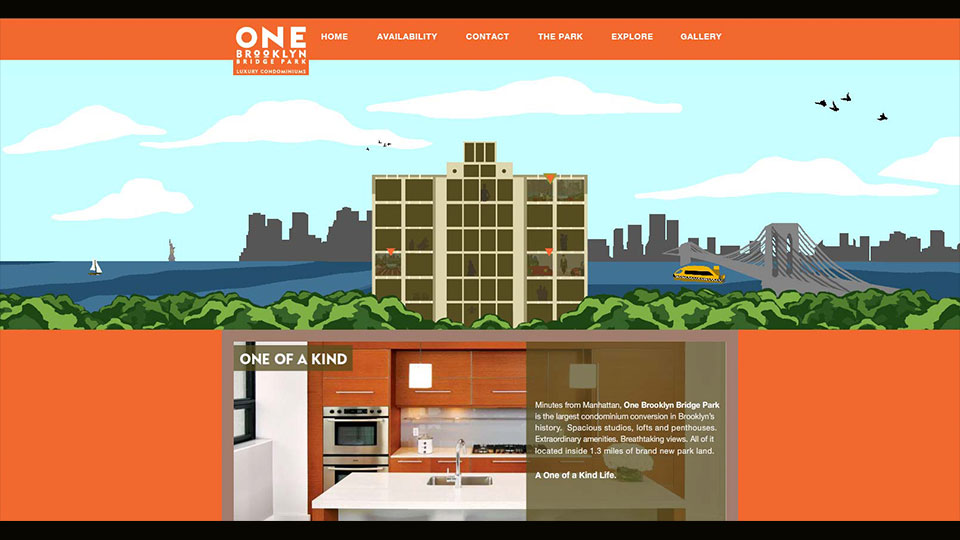 ONE
BROOKLYN
BRIDGE PARK
LUXURY CONDOMINIUMS
HOME AVAILABILITY CONTACT THE PARK EXPLORE GALLERY
ONE OF A KIND
Minutes from Manhattan, One Brooklyn Bridge Park
is the largest condominium conversion in Brooklyn's
history. Spacious studios, lofts and penthouses.
Extraordinary amenities. Breathtaking views. All of it
located inside 1.3 miles of brand new park land.
A One of a Kind Life.